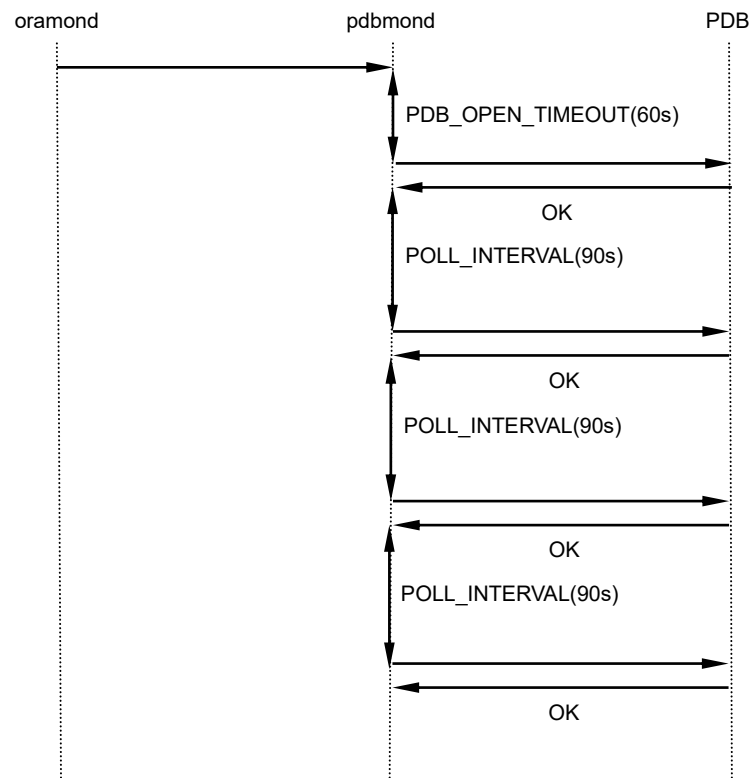 oramond
pdbmond
PDB
PDB_OPEN_TIMEOUT(60s)
OK
POLL_INTERVAL(90s)
OK
POLL_INTERVAL(90s)
OK
POLL_INTERVAL(90s)
OK